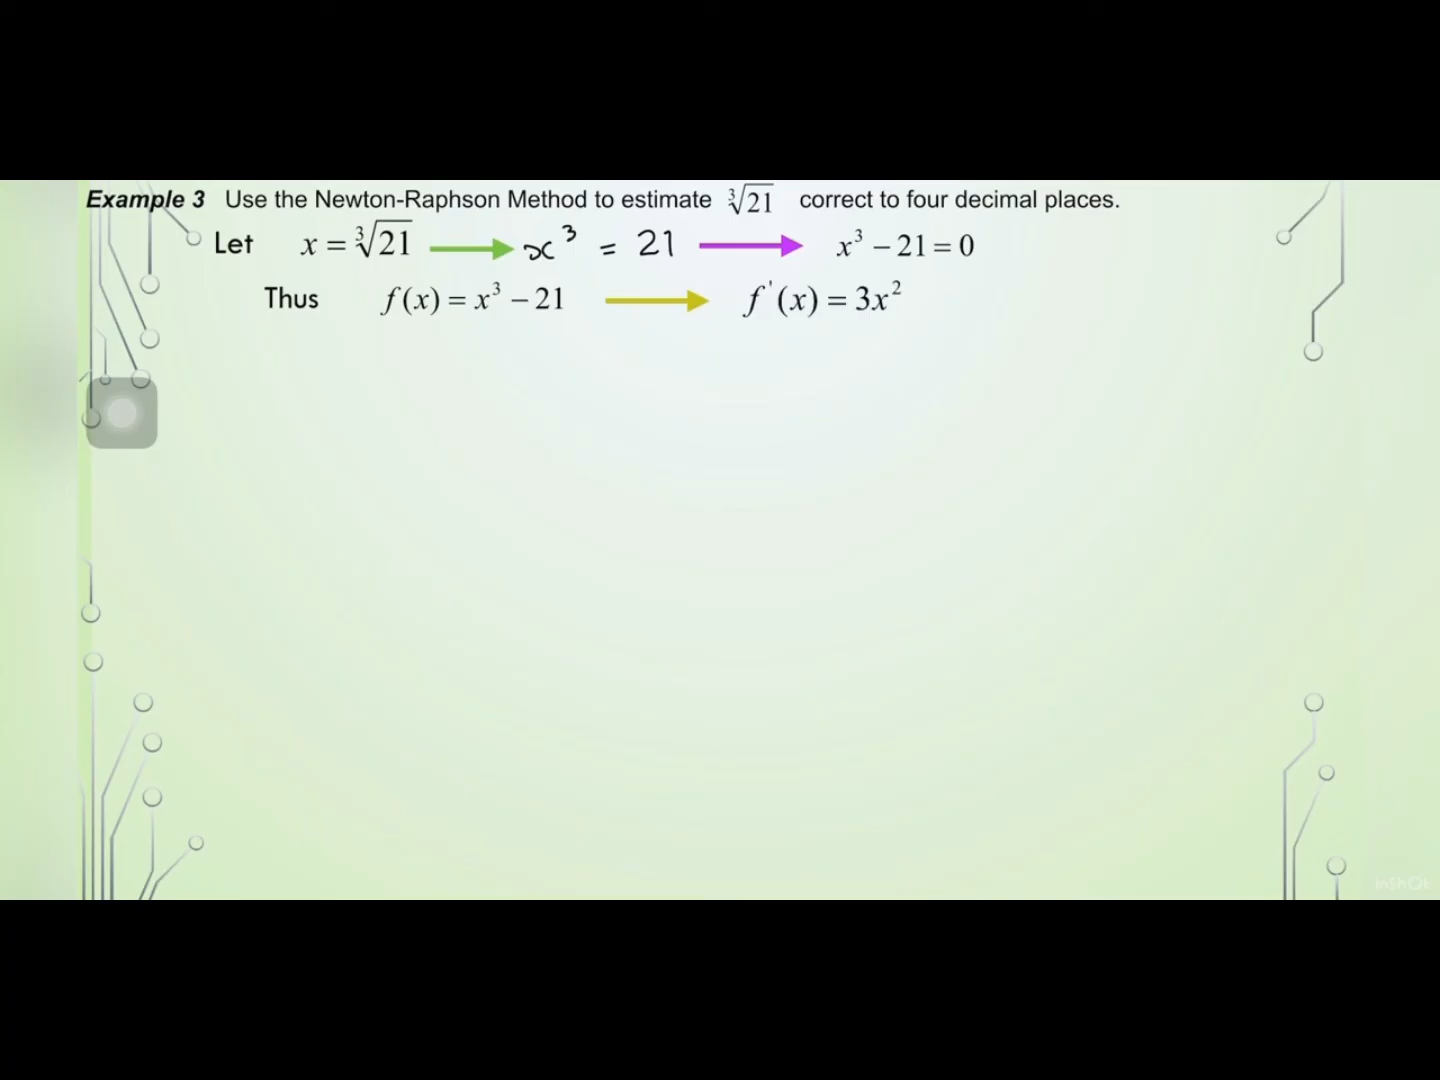 Example 3 Use the Newton-Raphson Method to estimate ∛21 correct to four decimal places.
Let x = ∛21 → x³ = 21 → x³ − 21 = 0
Thus f(x) = x³ − 21 → f'(x) = 3x²
InShOt